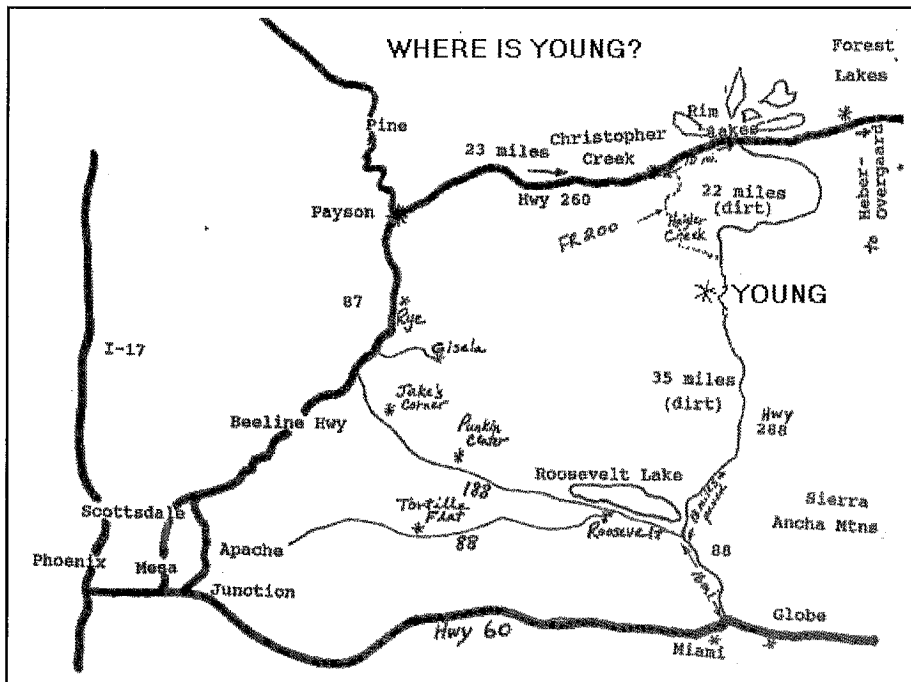 WHERE IS YOUNG?
Forest
Lakes
Rim
Lakes
Pine
Christopher
Creek
23 miles
Hwy 260
22 miles
(dirt)
Heber-
Overgaard
to
Payson
FR 200
Haigler
Creek
YOUNG
87
Rye
Gisela
I-17
35 miles
(dirt)
Jake's
Corner
Hwy
288
Beeline Hwy
Punkin
Center
Roosevelt Lake
188
Scottsdale
Tortilla
Flat
Roosevelt
Sierra
Ancha Mtns
88
88
Phoenix
Mesa
Apache
Junction
Globe
Hwy 60
Miami